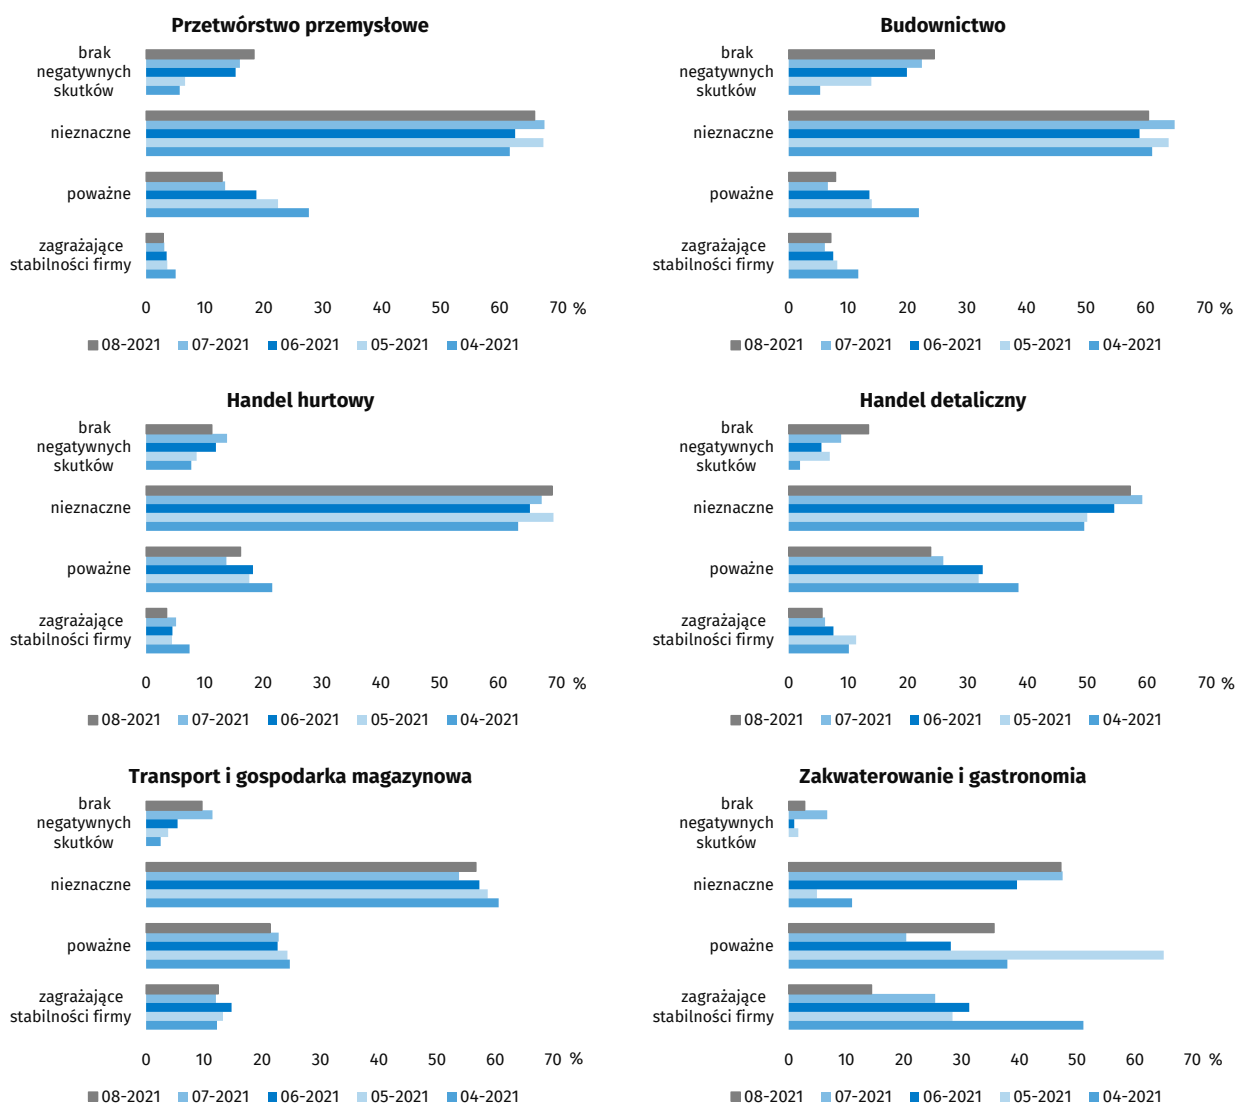 Przetwórstwo przemysłowe
brak
negatywnych
skutków
nieznaczne
poważne
zagrażające
stabilności firmy
0 10 20 30 40 50 60 70 %
08-2021 07-2021 06-2021 05-2021 04-2021
Budownictwo
brak
negatywnych
skutków
nieznaczne
poważne
zagrażające
stabilności firmy
0 10 20 30 40 50 60 70 %
08-2021 07-2021 06-2021 05-2021 04-2021
Handel hurtowy
brak
negatywnych
skutków
nieznaczne
poważne
zagrażające
stabilności firmy
0 10 20 30 40 50 60 70 %
08-2021 07-2021 06-2021 05-2021 04-2021
Handel detaliczny
brak
negatywnych
skutków
nieznaczne
poważne
zagrażające
stabilności firmy
0 10 20 30 40 50 60 70 %
08-2021 07-2021 06-2021 05-2021 04-2021
Transport i gospodarka magazynowa
brak
negatywnych
skutków
nieznaczne
poważne
zagrażające
stabilności firmy
0 10 20 30 40 50 60 70 %
08-2021 07-2021 06-2021 05-2021 04-2021
Zakwaterowanie i gastronomia
brak
negatywnych
skutków
nieznaczne
poważne
zagrażające
stabilności firmy
0 10 20 30 40 50 60 70 %
08-2021 07-2021 06-2021 05-2021 04-2021